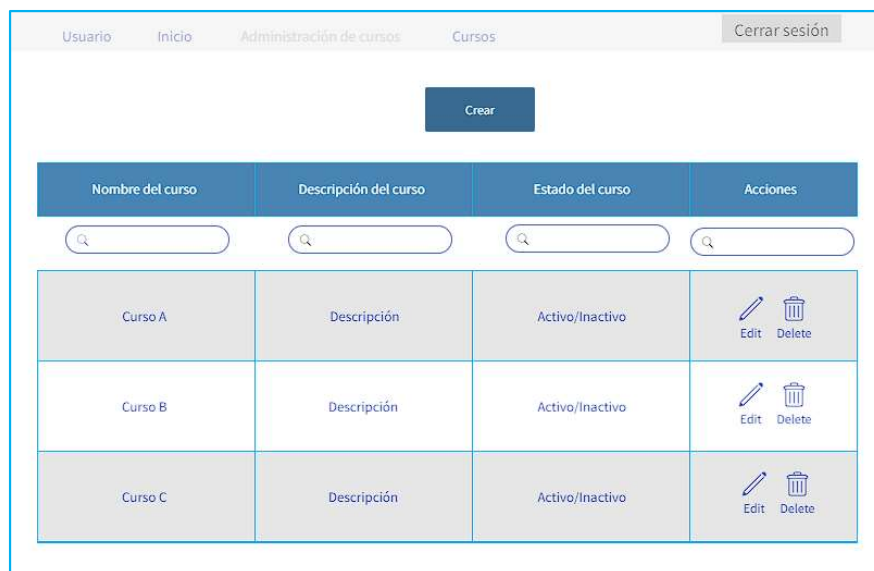 Usuario Inicio Administración de cursos Cursos Cerrar sesión
Crear
Nombre del curso Descripción del curso Estado del curso Acciones
Curso A Descripción Activo/Inactivo Edit Delete
Curso B Descripción Activo/Inactivo Edit Delete
Curso C Descripción Activo/Inactivo Edit Delete